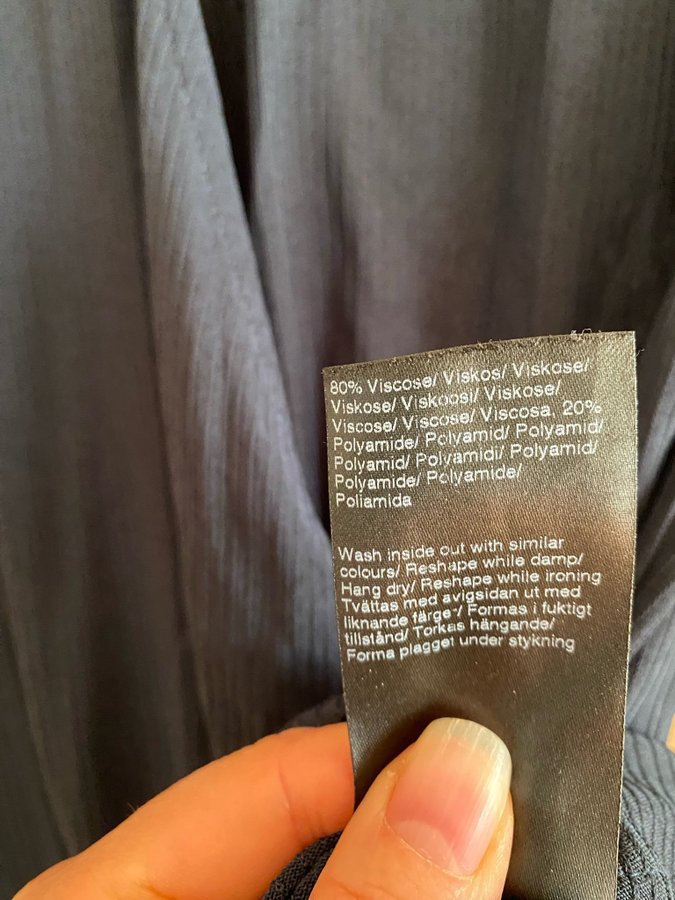 80% Viscose/ Viskos/ Viskose/
Viskose/ Viskoosi/ Viskose/
Viscose/ Viscose/ Viscosa, 20%
Polyamide/ Polyamid/ Polyamid/
Polyamid/ Polyamidi/ Polyamid/
Polyamide/ Polyamide/
Poliamida
Wash inside out with similar
colours/ Reshape while damp/
Hang dry/ Reshape while ironing
Tvättas med avigsidan ut med
liknande färger/ Formas i fuktigt
tillstånd/ Torkas hängande/
Forma plagget under stykning